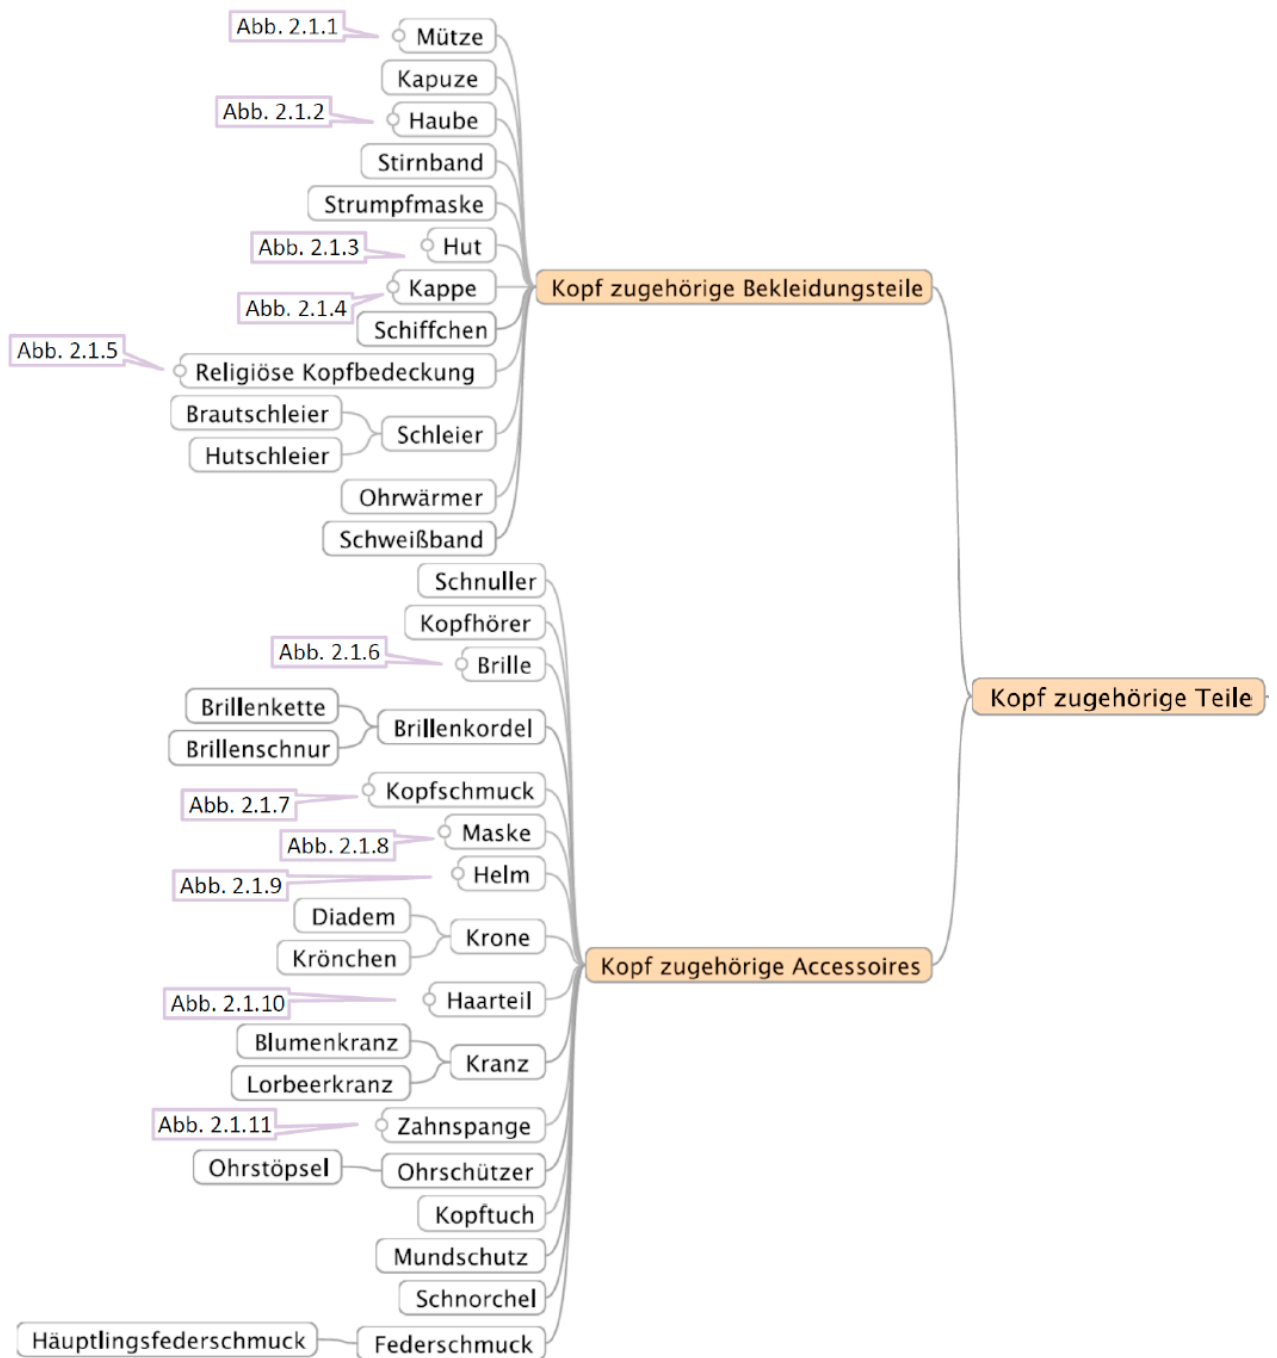 Abb. 2.1.1
Mütze
Kapuze
Abb. 2.1.2
Haube
Stirnband
Strumpfmaske
Abb. 2.1.3
Hut
Kappe
Kopf zugehörige Bekleidungsteile
Abb. 2.1.4
Schiffchen
Abb. 2.1.5
Religiöse Kopfbedeckung
Brautschleier
Schleier
Hutschleier
Ohrwärmer
Schweißband
Schnuller
Kopfhörer
Abb. 2.1.6
Brille
Kopf zugehörige Teile
Brillenkette
Brillenkordel
Brillenschnur
Kopfschmuck
Abb. 2.1.7
Maske
Abb. 2.1.8
Helm
Abb. 2.1.9
Diadem
Krone
Krönchen
Kopf zugehörige Accessoires
Haarteil
Abb. 2.1.10
Blumenkranz
Kranz
Lorbeerkranz
Abb. 2.1.11
Zahnspange
Ohrstöpsel
Ohrschützer
Kopftuch
Mundschutz
Schnorchel
Häuptlingsfederschmuck
Federschmuck